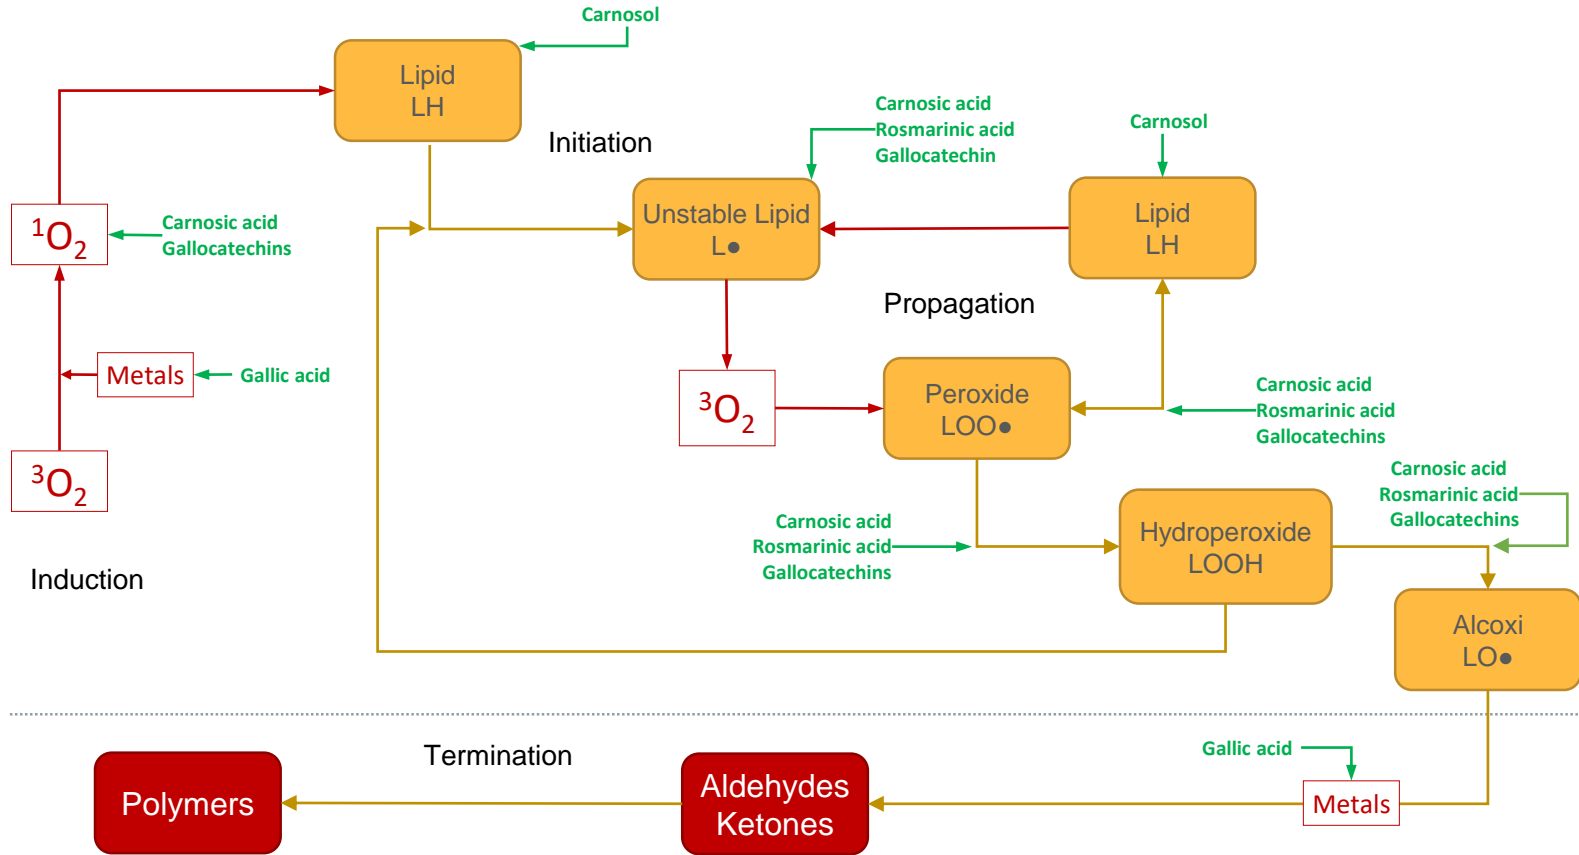 Carnosol
Lipid
LH
Initiation
Carnosic acid
Rosmarinic acid
Gallocatechin
Carnosol
Unstable Lipid
L●
Lipid
LH
¹O₂
Carnosic acid
Gallocatechins
Propagation
Metals
Gallic acid
³O₂
Peroxide
LOO●
Carnosic acid
Rosmarinic acid
Gallocatechins
³O₂
Carnosic acid
Rosmarinic acid
Gallocatechins
Carnosic acid
Rosmarinic acid
Gallocatechins
Hydroperoxide
LOOH
Induction
Alcoxi
LO●
Termination
Gallic acid
Polymers
Aldehydes
Ketones
Metals